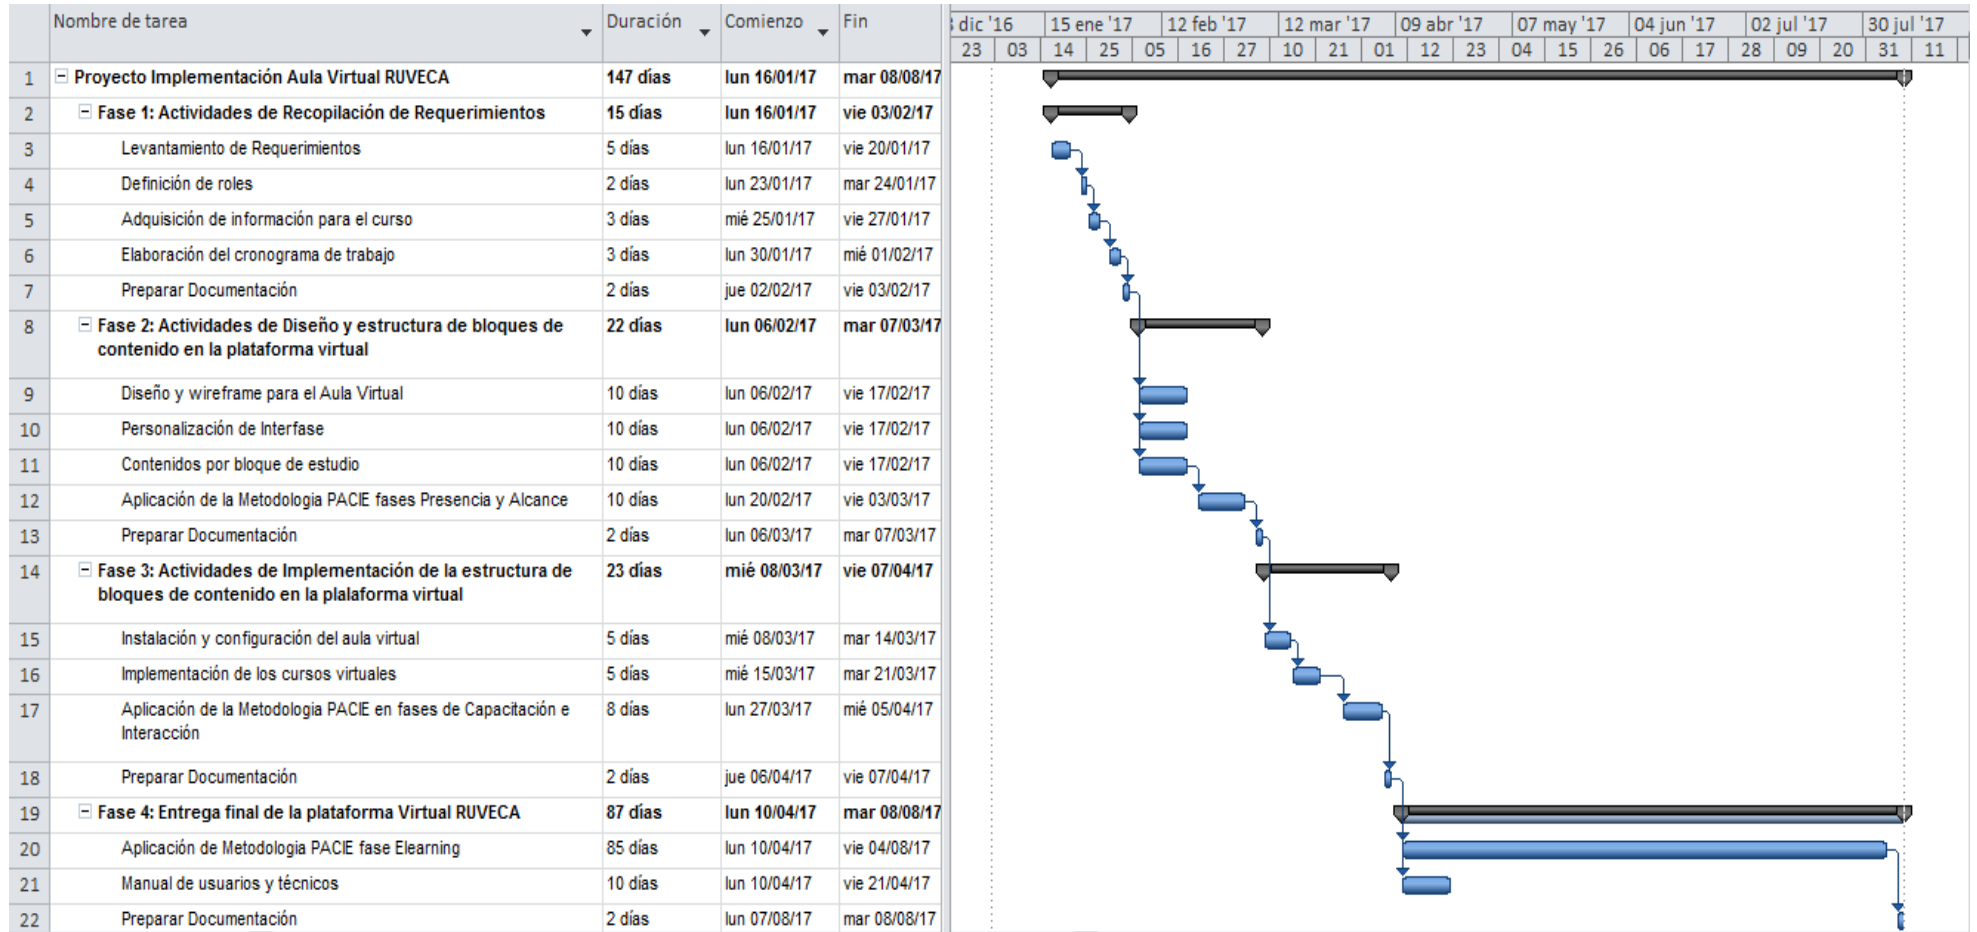 Nombre de tarea Duración Comienzo Fin
dic '16 15 ene '17 12 feb '17 12 mar '17 09 abr '17 07 may '17 04 jun '17 02 jul '17 30 jul '17
23 03 14 25 05 16 27 10 21 01 12 23 04 15 26 06 17 28 09 20 31 11
1 Proyecto Implementación Aula Virtual RUVECA 147 días lun 16/01/17 mar 08/08/17
2 Fase 1: Actividades de Recopilación de Requerimientos 15 días lun 16/01/17 vie 03/02/17
3 Levantamiento de Requerimientos 5 días lun 16/01/17 vie 20/01/17
4 Definición de roles 2 días lun 23/01/17 mar 24/01/17
5 Adquisición de información para el curso 3 días mié 25/01/17 vie 27/01/17
6 Elaboración del cronograma de trabajo 3 días lun 30/01/17 mié 01/02/17
7 Preparar Documentación 2 días jue 02/02/17 vie 03/02/17
8 Fase 2: Actividades de Diseño y estructura de bloques de 22 días lun 06/02/17 mar 07/03/17
contenido en la plataforma virtual
9 Diseño y wireframe para el Aula Virtual 10 días lun 06/02/17 vie 17/02/17
10 Personalización de Interfase 10 días lun 06/02/17 vie 17/02/17
11 Contenidos por bloque de estudio 10 días lun 06/02/17 vie 17/02/17
12 Aplicación de la Metodologia PACIE fases Presencia y Alcance 10 días lun 20/02/17 vie 03/03/17
13 Preparar Documentación 2 días lun 06/03/17 mar 07/03/17
14 Fase 3: Actividades de Implementación de la estructura de 23 días mié 08/03/17 vie 07/04/17
bloques de contenido en la plalaforma virtual
15 Instalación y configuración del aula virtual 5 días mié 08/03/17 mar 14/03/17
16 Implementación de los cursos virtuales 5 días mié 15/03/17 mar 21/03/17
17 Aplicación de la Metodologia PACIE en fases de Capacitación e 8 días lun 27/03/17 mié 05/04/17
Interacción
18 Preparar Documentación 2 días jue 06/04/17 vie 07/04/17
19 Fase 4: Entrega final de la plataforma Virtual RUVECA 87 días lun 10/04/17 mar 08/08/17
20 Aplicación de Metodologia PACIE fase Elearning 85 días lun 10/04/17 vie 04/08/17
21 Manual de usuarios y técnicos 10 días lun 10/04/17 vie 21/04/17
22 Preparar Documentación 2 días lun 07/08/17 mar 08/08/17